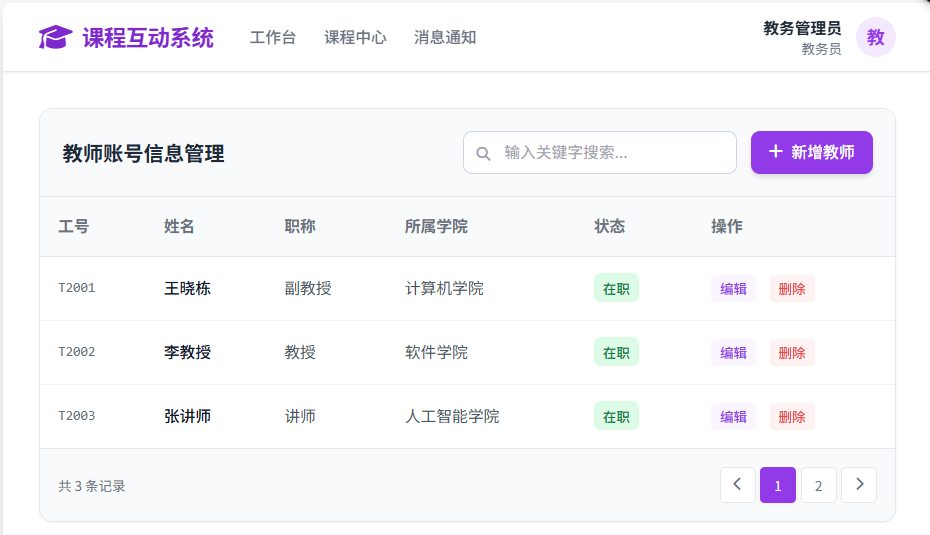 课程互动系统 工作台 课程中心 消息通知 教务管理员
教务员
教
教师账号信息管理 输入关键字搜索... + 新增教师
工号 姓名 职称 所属学院 状态 操作
T2001 王晓栋 副教授 计算机学院 在职 编辑 删除
T2002 李教授 教授 软件学院 在职 编辑 删除
T2003 张讲师 讲师 人工智能学院 在职 编辑 删除
共 3 条记录 1 2